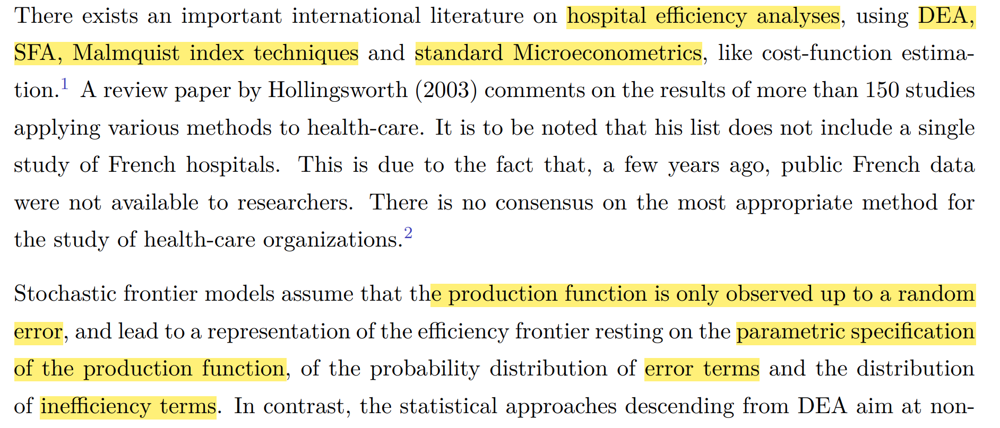 There exists an important international literature on hospital efficiency analyses, using DEA,
SFA, Malmquist index techniques and standard Microeconometrics, like cost-function estima-
tion.1 A review paper by Hollingsworth (2003) comments on the results of more than 150 studies
applying various methods to health-care. It is to be noted that his list does not include a single
study of French hospitals. This is due to the fact that, a few years ago, public French data
were not available to researchers. There is no consensus on the most appropriate method for
the study of health-care organizations.2
Stochastic frontier models assume that the production function is only observed up to a random
error, and lead to a representation of the efficiency frontier resting on the parametric specification
of the production function, of the probability distribution of error terms and the distribution
of inefficiency terms. In contrast, the statistical approaches descending from DEA aim at non-